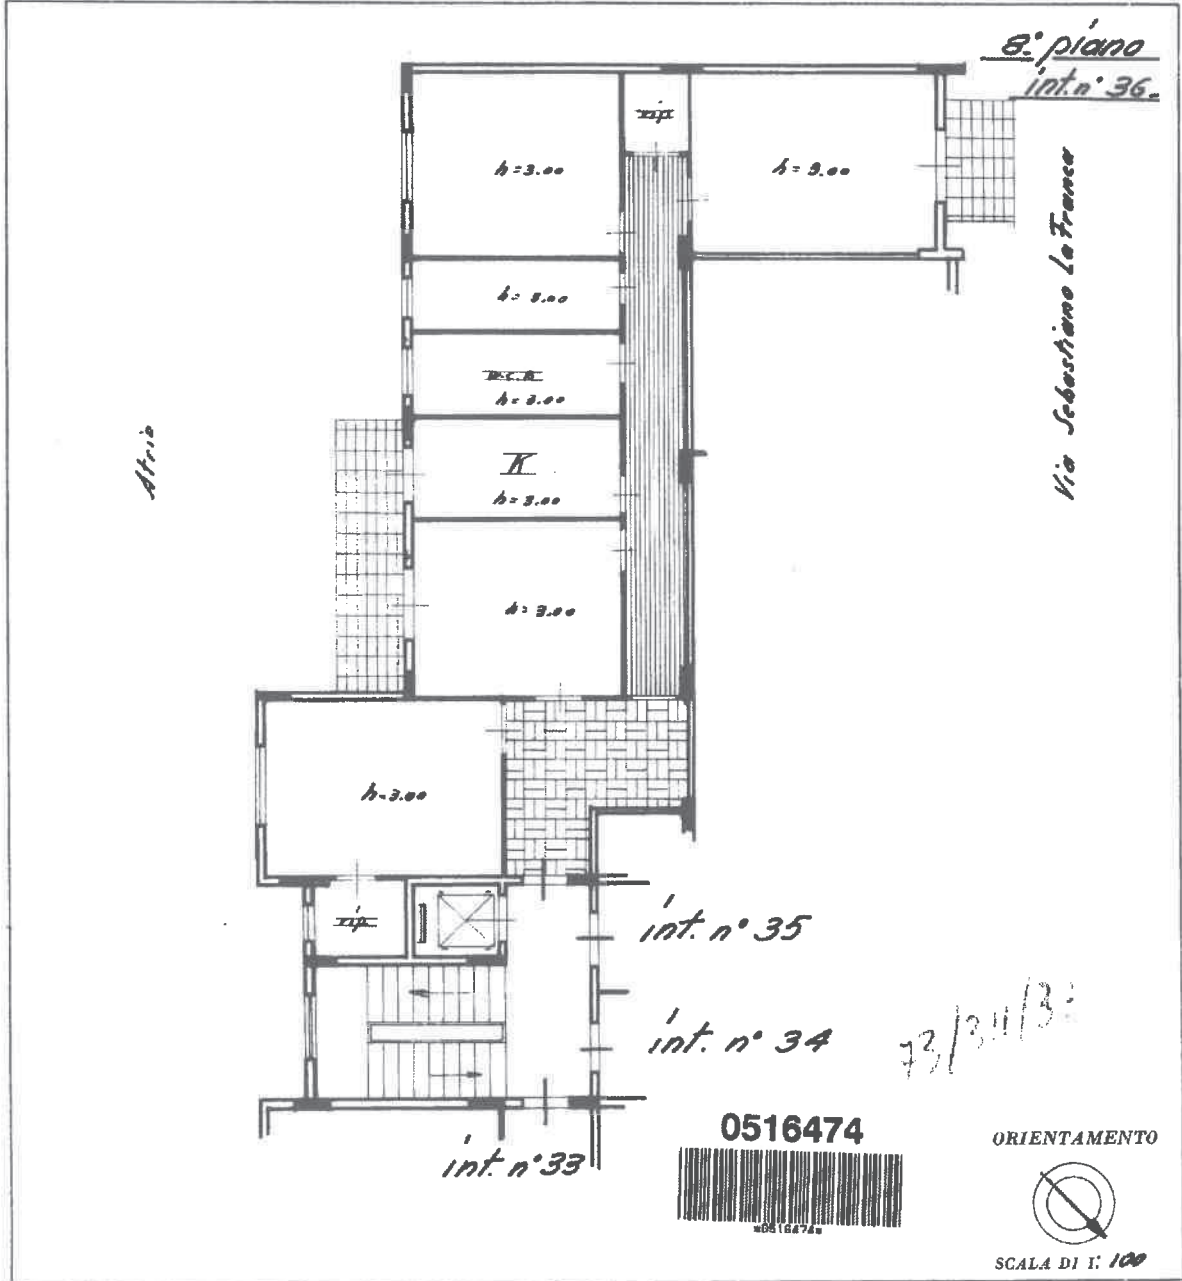 8° piano
int. n° 36.
rip
h=3.00
h=3.00
Via Sebastiano La Franca
h=3.00
w.c.b
h=3.00
Atrio
K
h=3.00
h=3.00
h=3.00
rip
int. n° 35
int. n° 34
int. n° 33
0516474
*0516474*
ORIENTAMENTO
SCALA DI 1: 100